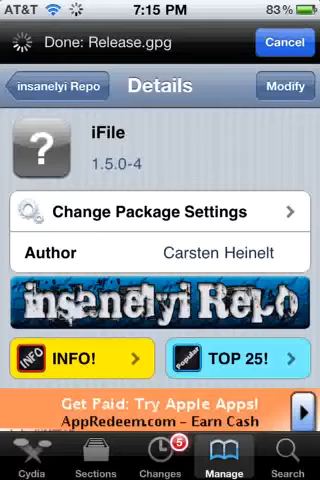 AT&T 7:15 PM 83%
Done: Release.gpg Cancel
insanelyi Repo Details Modify
?
iFile
1.5.0-4
Change Package Settings
Author Carsten Heinelt
insanelyi Repo
INFO INFO!
Popular TOP 25!
Get Paid: Try Apple Apps!
AppRedeem.com – Earn Cash
5
Cydia Sections Changes Manage Search